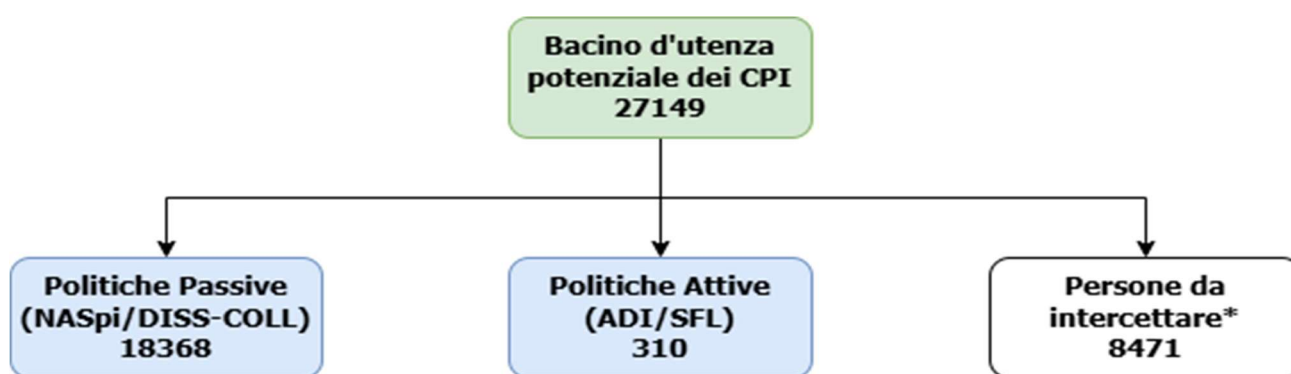 Bacino d'utenza
potenziale dei CPI
27149
Politiche Passive
(NASpi/DISS-COLL)
18368
Politiche Attive
(ADI/SFL)
310
Persone da
intercettare*
8471